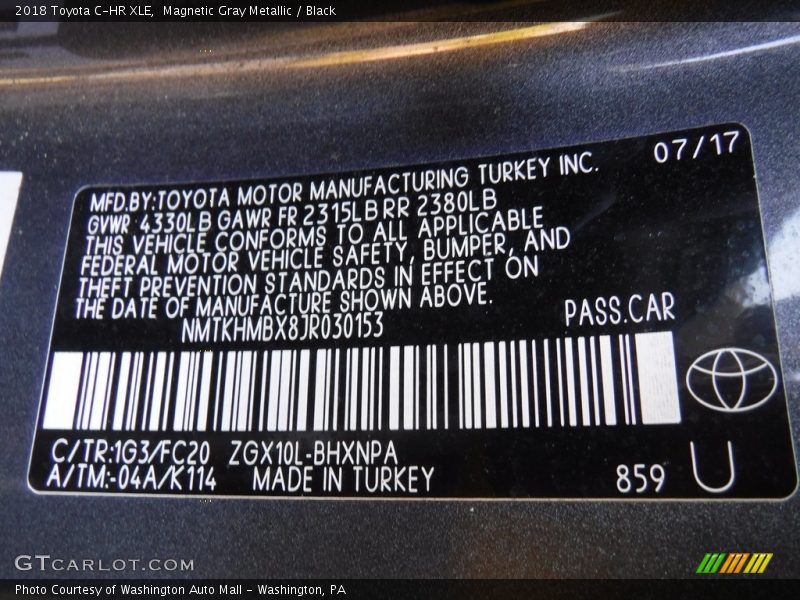 2018 Toyota C-HR XLE,  Magnetic Gray Metallic / Black
07/17
MFD.BY:TOYOTA MOTOR MANUFACTURING TURKEY INC.
GVWR 4330LB GAWR FR 2315LB RR 2380LB
THIS VEHICLE CONFORMS TO ALL APPLICABLE
FEDERAL MOTOR VEHICLE SAFETY, BUMPER, AND
THEFT PREVENTION STANDARDS IN EFFECT ON
THE DATE OF MANUFACTURE SHOWN ABOVE.
NMTKHMBX8JR030153
PASS.CAR
C/TR:1G3/FC20 ZGX10L-BHXNPA
A/TM:-04A/K114 MADE IN TURKEY
859 U
GTCARLOT.COM
Photo Courtesy of Washington Auto Mall - Washington, PA